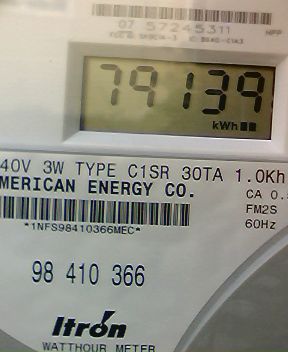 07 57245311
79139
kWh
40V 3W TYPE C1SR 30TA 1.0Kh
MERICAN ENERGY CO.
CA 0.
FM2S
*1NFS98410366MEC*
60Hz
98 410 366
Itron
WATTHOUR METER